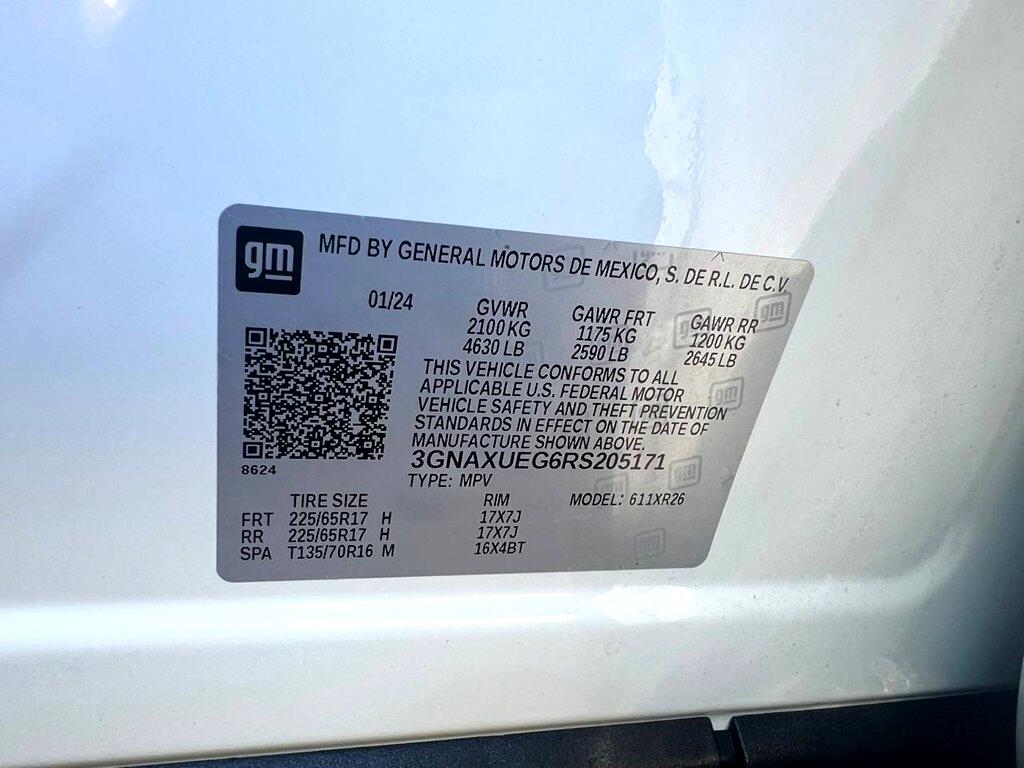 gm MFD BY GENERAL MOTORS DE MEXICO, S. DE R.L. DE C.V.
01/24 GVWR GAWR FRT GAWR RR
2100 KG 1175 KG 1200 KG
4630 LB 2590 LB 2645 LB
THIS VEHICLE CONFORMS TO ALL
APPLICABLE U.S. FEDERAL MOTOR
VEHICLE SAFETY AND THEFT PREVENTION
STANDARDS IN EFFECT ON THE DATE OF
MANUFACTURE SHOWN ABOVE.
8624 3GNAXUEG6RS205171
TYPE: MPV
TIRE SIZE RIM MODEL: 611XR26
FRT 225/65R17 H 17X7J
RR 225/65R17 H 17X7J
SPA T135/70R16 M 16X4BT